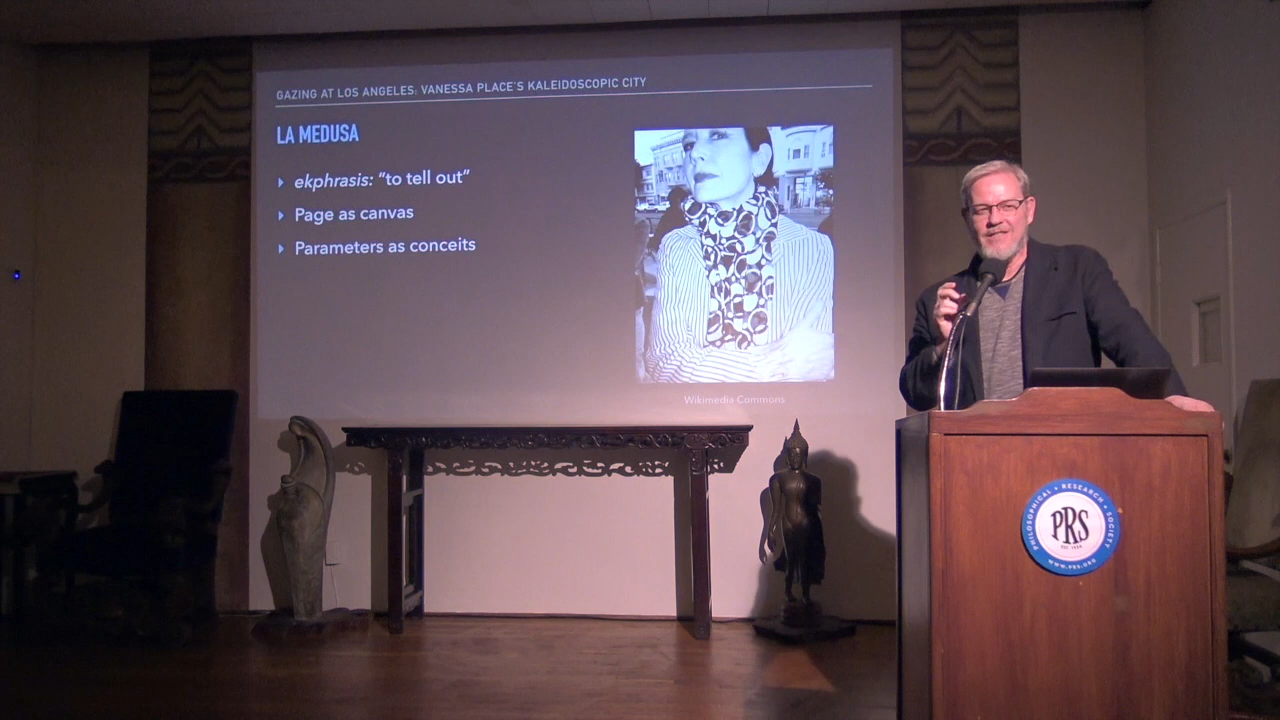 GAZING AT LOS ANGELES: VANESSA PLACE'S KALEIDOSCOPIC CITY
LA MEDUSA
ekphrasis: “to tell out”
Page as canvas
Parameters as conceits
Wikimedia Commons
PHILOSOPHICAL • RESEARCH • SOCIETY
PRS
WWW.PRS.ORG